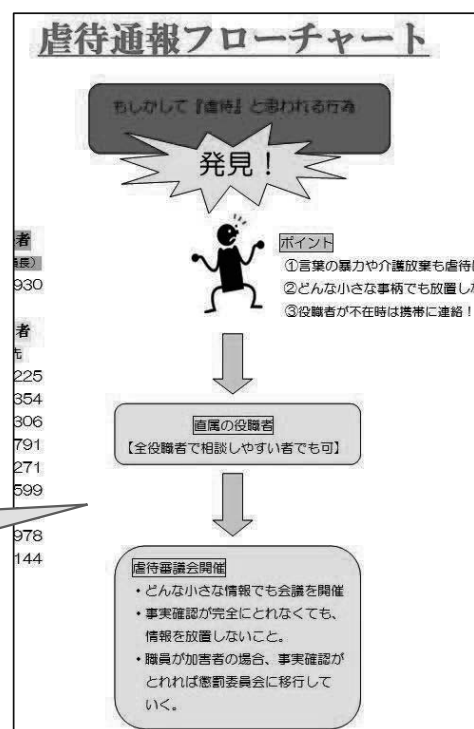 虐待通報フローチャート
もしかして『虐待』と思われる行為
発見！
者
長）
930
者
先
225
354
306
791
271
599
978
144
ポイント
①言葉の暴力や介護放棄も虐待
②どんな小さな事柄でも放置し
③役職者が不在時は携帯に連絡！
直属の役職者
【全役職者で相談しやすい者でも可】
虐待審議会開催
・どんな小さな情報でも会議を開催
・事実確認が完全にとれなくても、
情報を放置しないこと。
・職員が加害者の場合、事実確認が
とれれば懲罰委員会に移行して
いく。